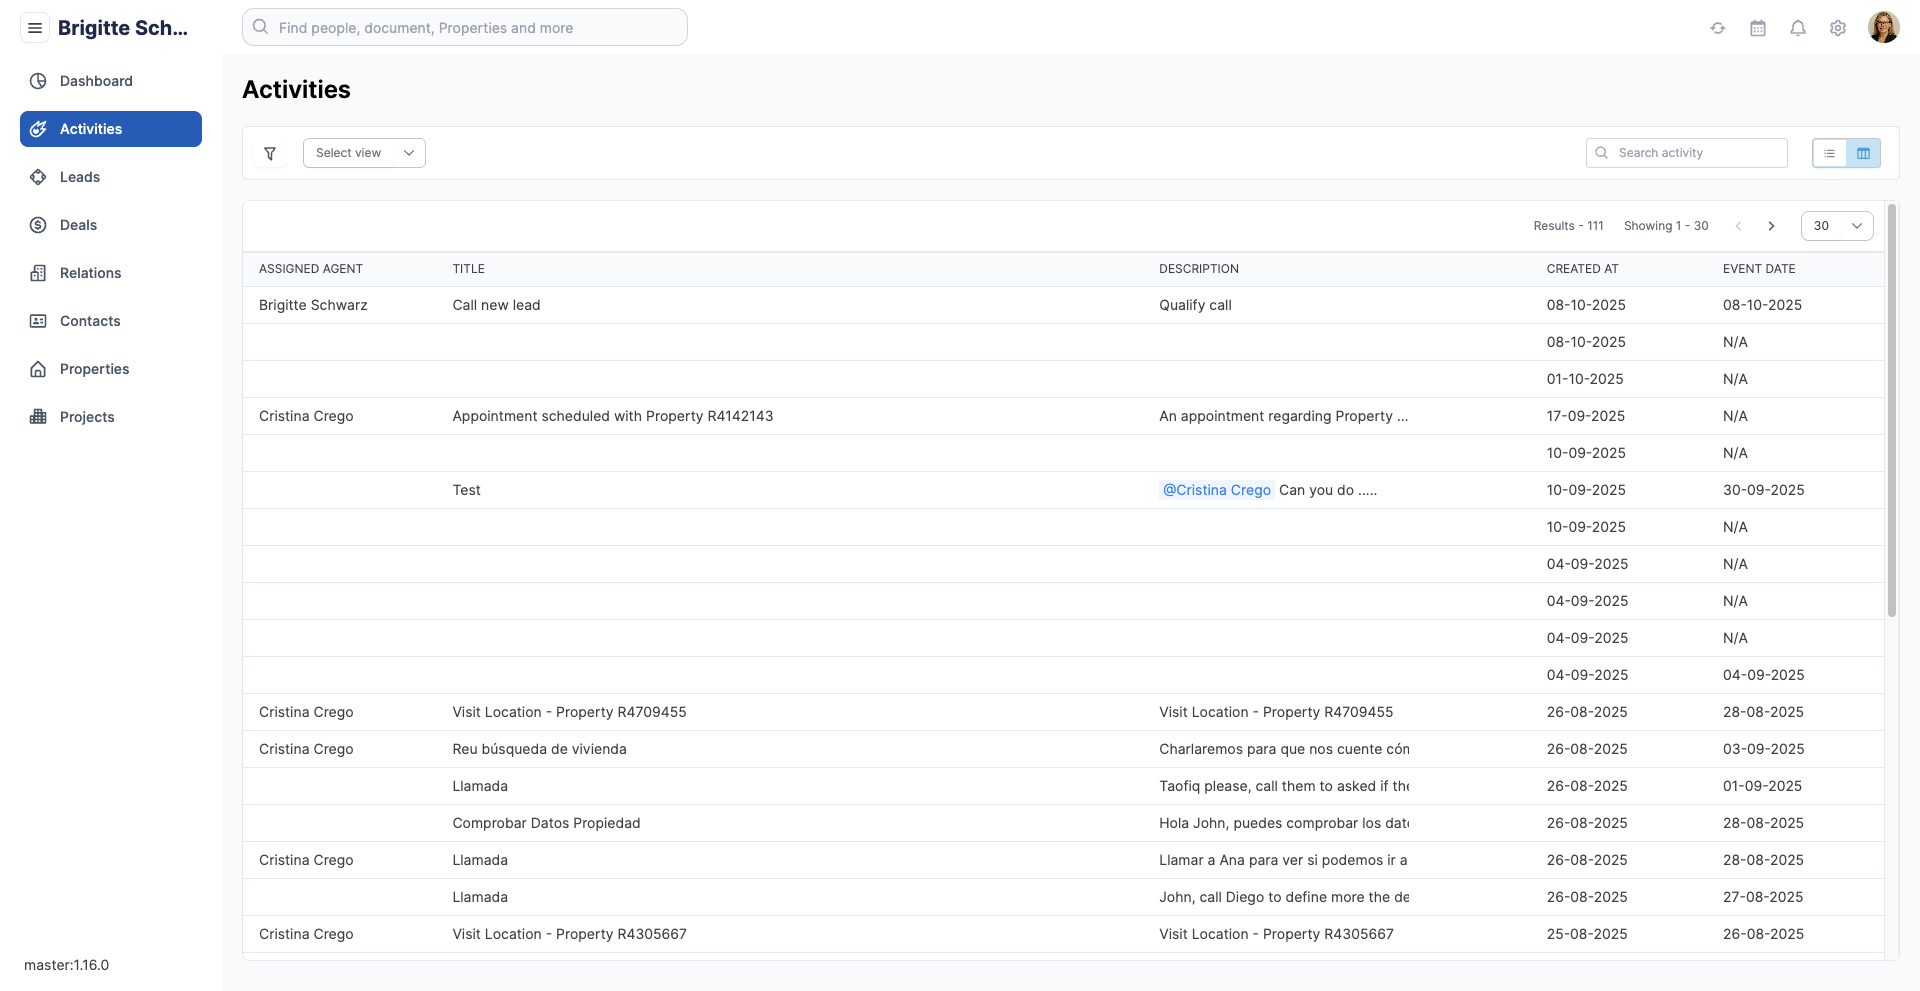 Brigitte Sch...
Find people, document, Properties and more
Dashboard
Activities
Leads
Deals
Relations
Contacts
Properties
Projects
master:1.16.0
Activities
Select view
Search activity
Results - 111 Showing 1 - 30 30
ASSIGNED AGENT TITLE DESCRIPTION CREATED AT EVENT DATE
Brigitte Schwarz Call new lead Qualify call 08-10-2025 08-10-2025
08-10-2025 N/A
01-10-2025 N/A
Cristina Crego Appointment scheduled with Property R4142143 An appointment regarding Property ... 17-09-2025 N/A
10-09-2025 N/A
Test @Cristina Crego Can you do ..... 10-09-2025 30-09-2025
10-09-2025 N/A
04-09-2025 N/A
04-09-2025 N/A
04-09-2025 N/A
04-09-2025 04-09-2025
Cristina Crego Visit Location - Property R4709455 Visit Location - Property R4709455 26-08-2025 28-08-2025
Cristina Crego Reu búsqueda de vivienda Charlaremos para que nos cuente cóm 26-08-2025 03-09-2025
Llamada Taofiq please, call them to asked if the 26-08-2025 01-09-2025
Comprobar Datos Propiedad Hola John, puedes comprobar los dato 26-08-2025 28-08-2025
Cristina Crego Llamada Llamar a Ana para ver si podemos ir a 26-08-2025 28-08-2025
Llamada John, call Diego to define more the de 26-08-2025 27-08-2025
Cristina Crego Visit Location - Property R4305667 Visit Location - Property R4305667 25-08-2025 26-08-2025